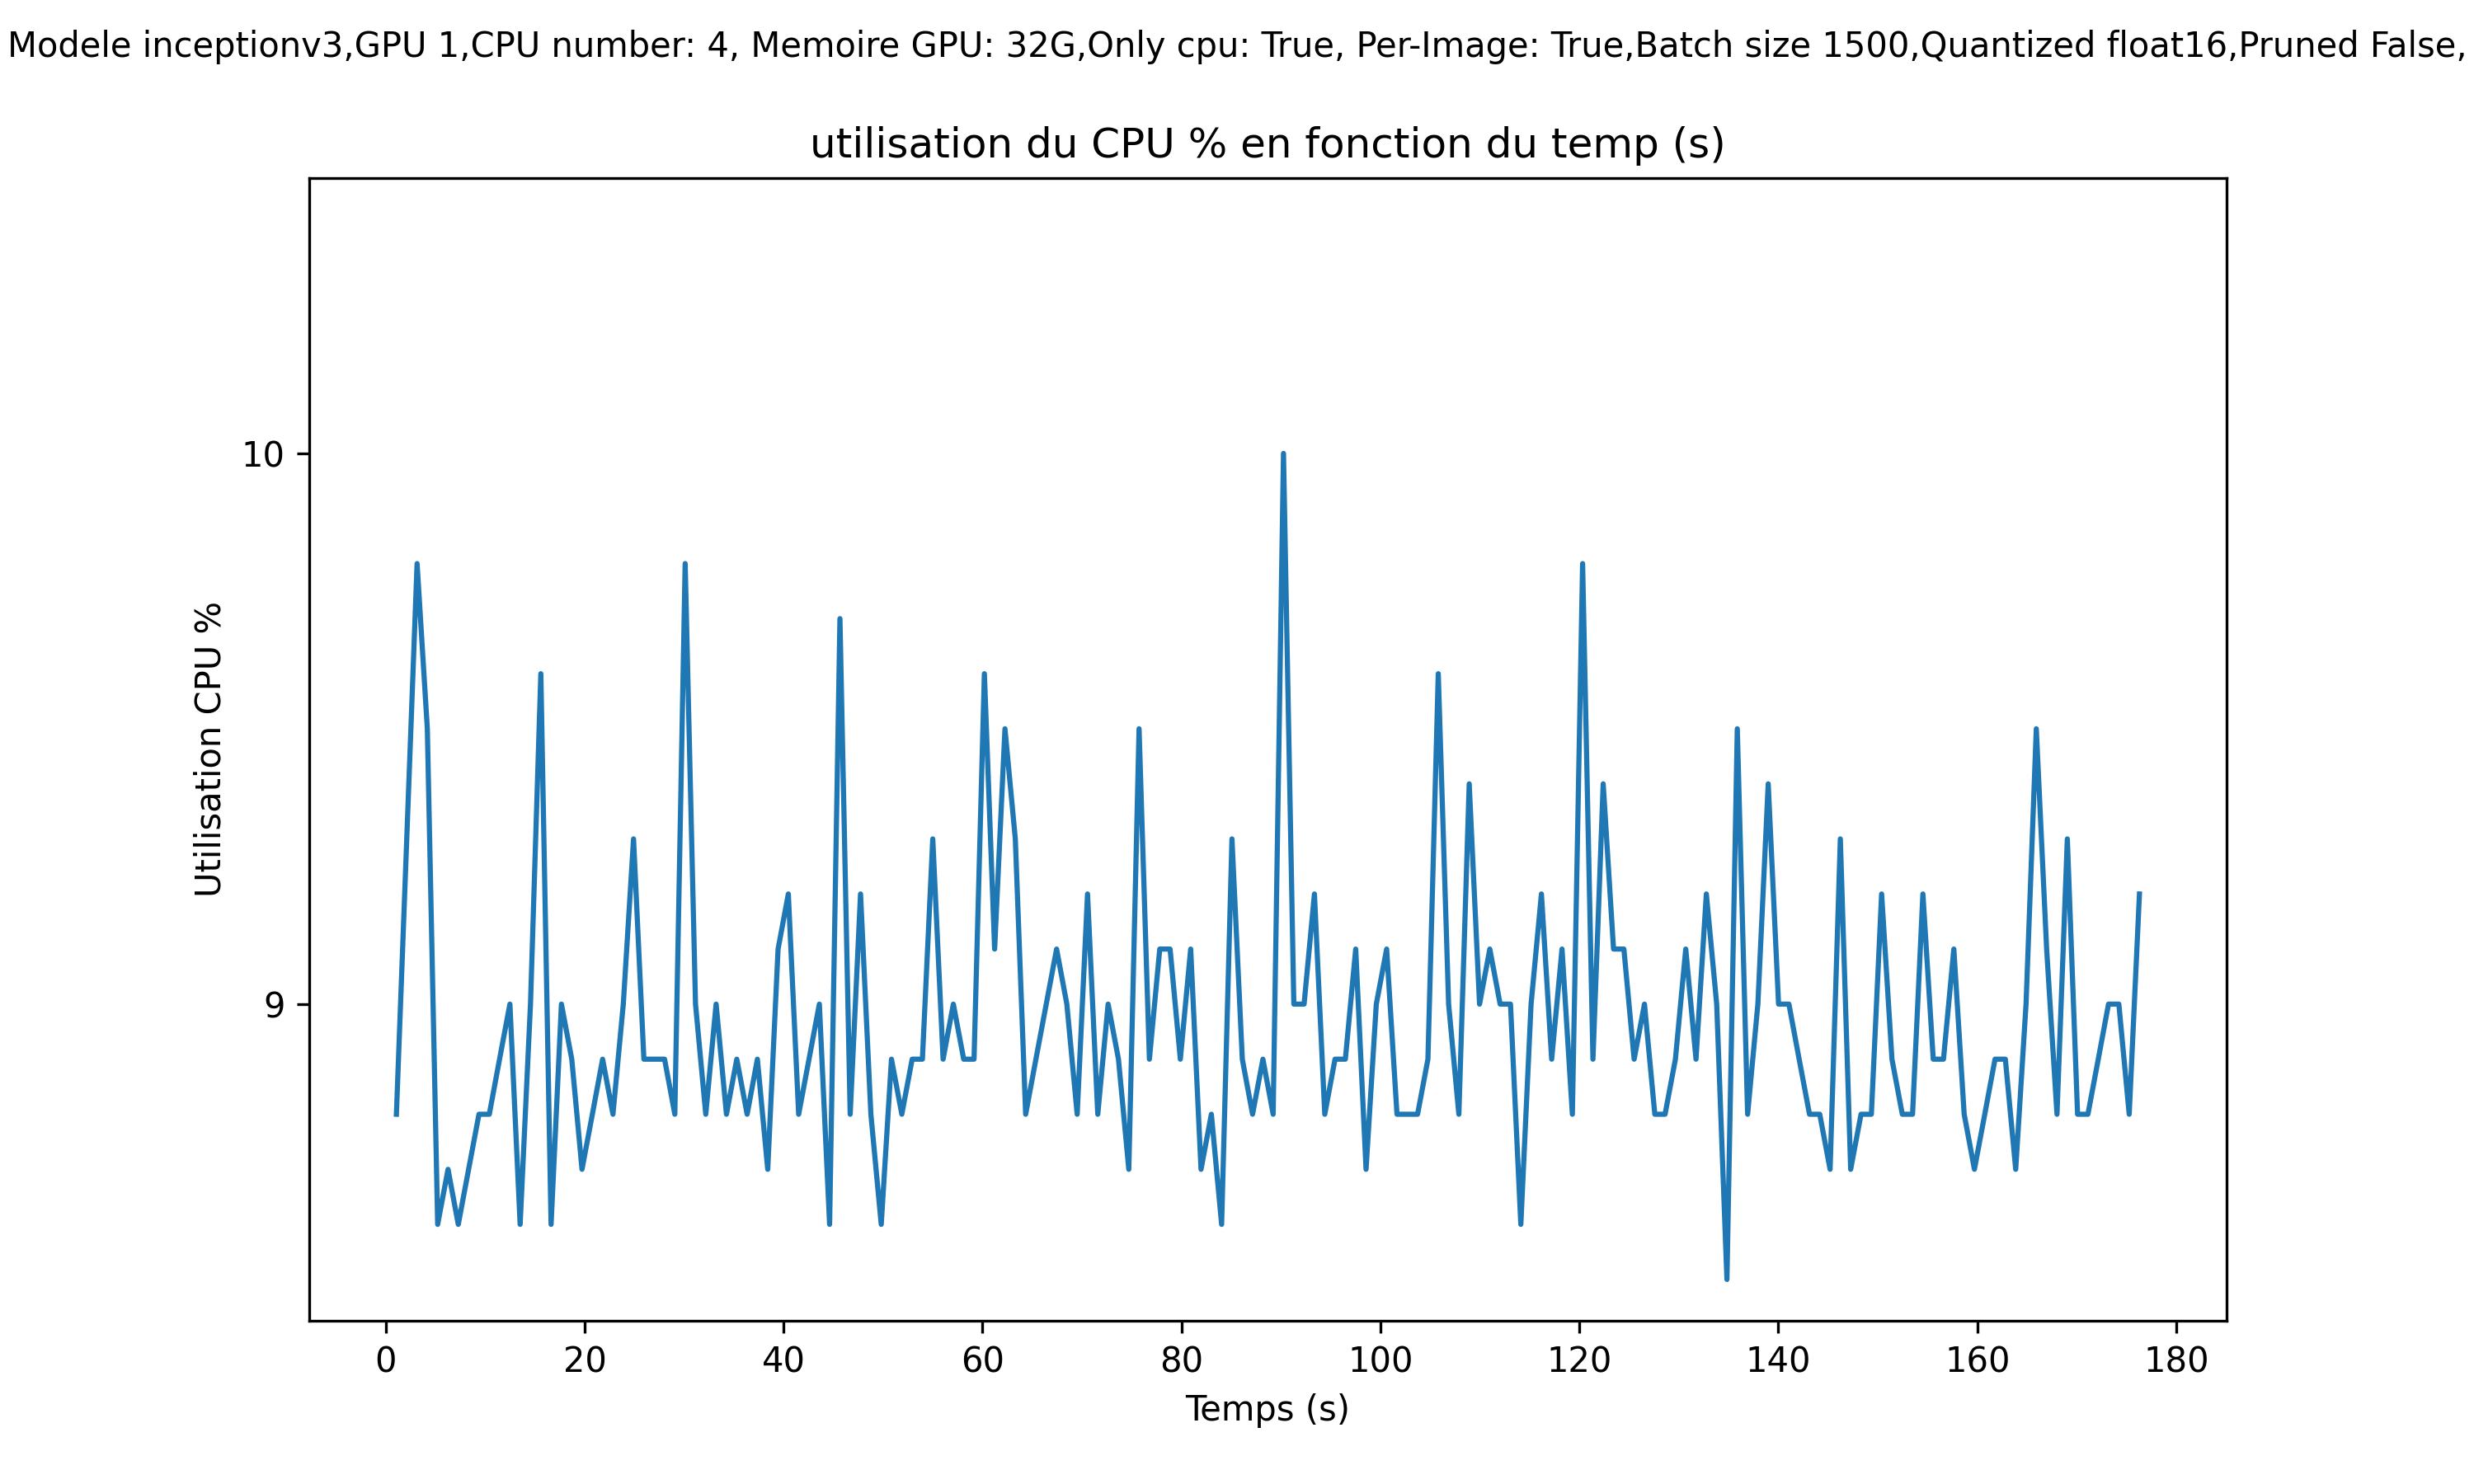 Modele inceptionv3,GPU 1,CPU number: 4, Memoire GPU: 32G,Only cpu: True, Per-Image: True,Batch size 1500,Quantized float16,Pruned False,
utilisation du CPU % en fonction du temp (s)
10
9
Utilisation CPU %
0 20 40 60 80 100 120 140 160 180
Temps (s)